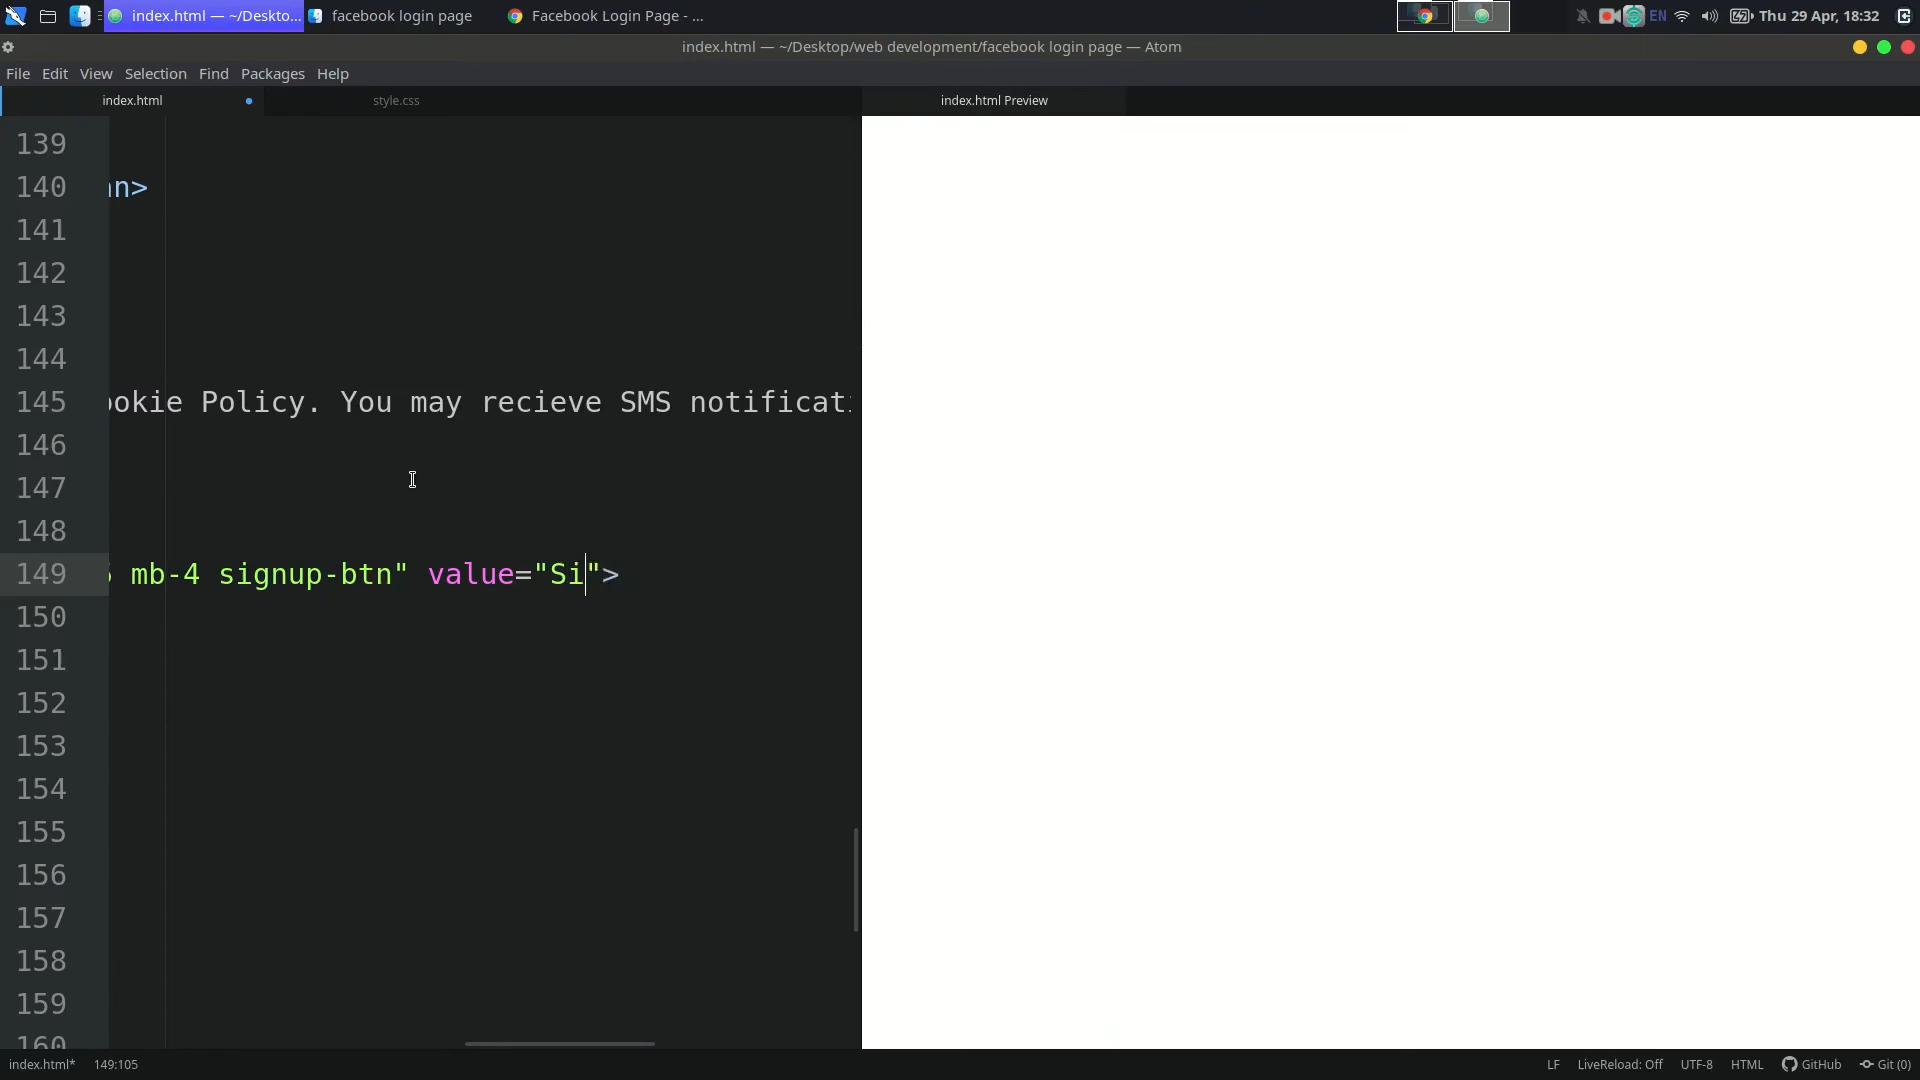 index.html — ~/Deskto...
facebook login page
Facebook Login Page - ...
EN
Thu 29 Apr, 18:32
index.html — ~/Desktop/web development/facebook login page — Atom
File Edit View Selection Find Packages Help
index.html
style.css
index.html Preview
139
140 n>
141
142
143
144
145 ookie Policy. You may recieve SMS notificat
146
147
148
149 mb-4 signup-btn" value="Si">
150
151
152
153
154
155
156
157
158
159
160
index.html* 149:105
LF LiveReload: Off UTF-8 HTML GitHub Git (0)